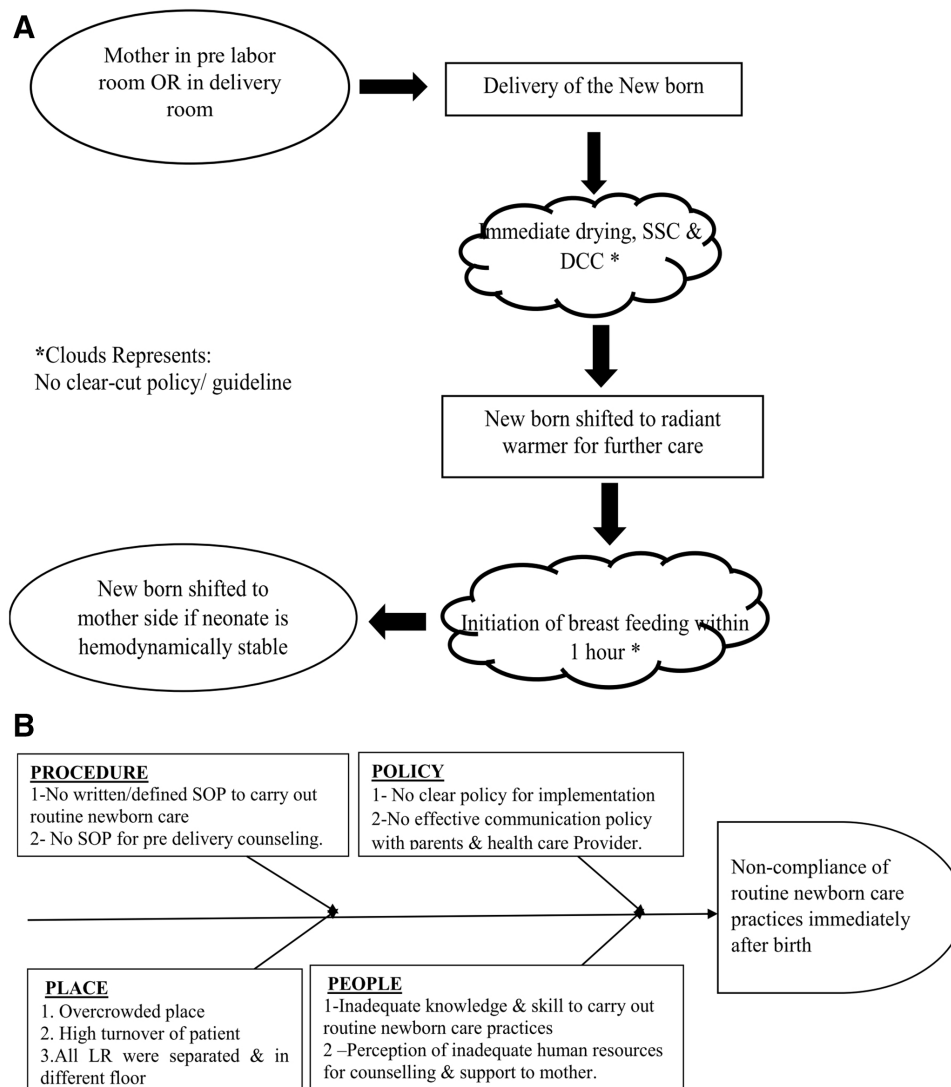 A
Mother in pre labor
room OR in delivery
room
Delivery of the New born
Immediate drying, SSC &
DCC *
*Clouds Represents:
No clear-cut policy/ guideline
New born shifted to radiant
warmer for further care
Initiation of breast feeding within
1 hour *
New born shifted to
mother side if neonate is
hemodynamically stable
B
PROCEDURE
1-No written/defined SOP to carry out
routine newborn care
2- No SOP for pre delivery counseling.
POLICY
1- No clear policy for implementation
2-No effective communication policy
with parents & health care Provider.
Non-compliance of
routine newborn care
practices immediately
after birth
PLACE
1. Overcrowded place
2. High turnover of patient
3.All LR were separated & in
different floor
PEOPLE
1-Inadequate knowledge & skill to carry out
routine newborn care practices
2 –Perception of inadequate human resources
for counselling & support to mother.